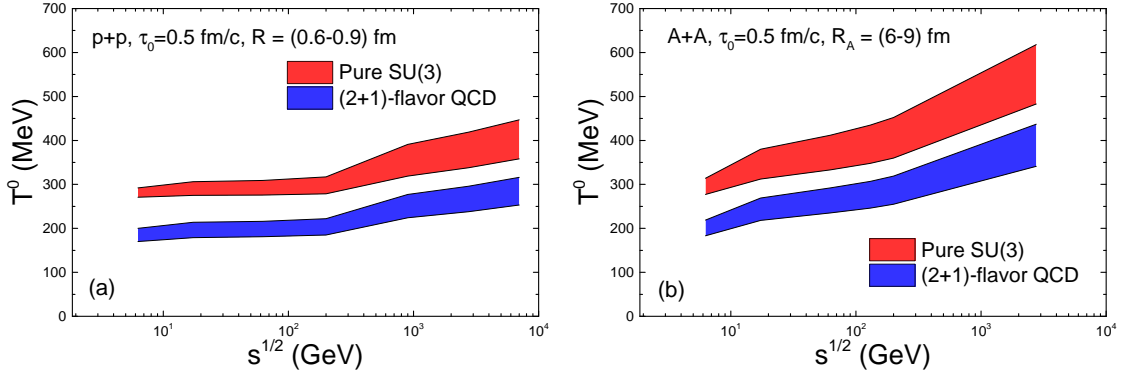 p+p, τ₀=0.5 fm/c, R = (0.6-0.9) fm
Pure SU(3)
(2+1)-flavor QCD
T⁰ (MeV)
700
600
500
400
300
200
100
0
(a)
10¹ 10² 10³ 10⁴
s^{1/2} (GeV)
A+A, τ₀=0.5 fm/c, R_A = (6-9) fm
T⁰ (MeV)
700
600
500
400
300
200
100
0
Pure SU(3)
(2+1)-flavor QCD
(b)
10¹ 10² 10³ 10⁴
s^{1/2} (GeV)